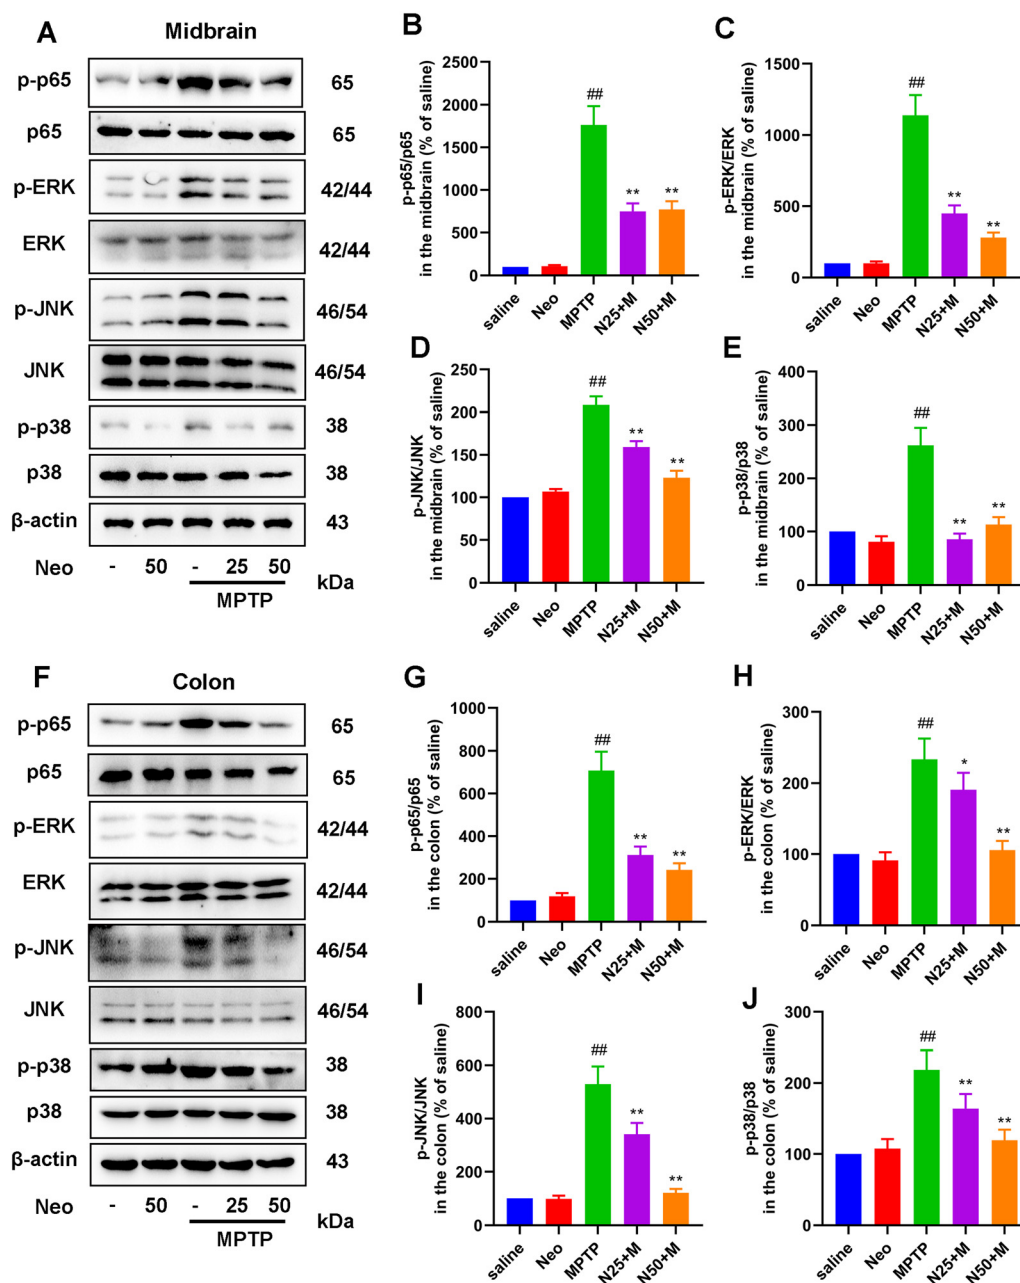 A
Midbrain
p-p65 65
p65 65
p-ERK 42/44
ERK 42/44
p-JNK 46/54
JNK 46/54
p-p38 38
p38 38
β-actin 43
Neo - 50 - 25 50 kDa
MPTP
B
p-p65/p65
in the midbrain (% of saline)
2500
2000
1500
1000
500
0
##
**
**
saline Neo MPTP N25+M N50+M
C
p-ERK/ERK
in the midbrain (% of saline)
1500
1000
500
0
##
**
**
saline Neo MPTP N25+M N50+M
D
p-JNK/JNK
in the midbrain (% of saline)
250
200
150
100
50
0
##
**
**
saline Neo MPTP N25+M N50+M
E
p-p38/p38
in the midbrain (% of saline)
400
300
200
100
0
##
**
**
saline Neo MPTP N25+M N50+M
F
Colon
p-p65 65
p65 65
p-ERK 42/44
ERK 42/44
p-JNK 46/54
JNK 46/54
p-p38 38
p38 38
β-actin 43
Neo - 50 - 25 50 kDa
MPTP
G
p-p65/p65
in the colon (% of saline)
1000
800
600
400
200
0
##
**
**
saline Neo MPTP N25+M N50+M
H
p-ERK/ERK
in the colon (% of saline)
300
200
100
0
##
*
**
saline Neo MPTP N25+M N50+M
I
p-JNK/JNK
in the colon (% of saline)
800
600
400
200
0
##
**
**
saline Neo MPTP N25+M N50+M
J
p-p38/p38
in the colon (% of saline)
300
200
100
0
##
**
**
saline Neo MPTP N25+M N50+M